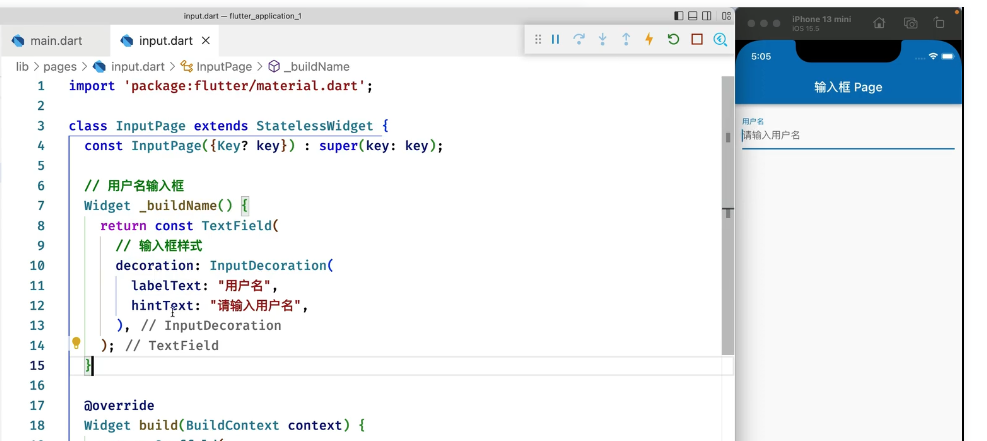 input.dart — flutter_application_1
main.dart
input.dart
lib > pages > input.dart > InputPage > _buildName
1 import 'package:flutter/material.dart';
2
3 class InputPage extends StatelessWidget {
4 const InputPage({Key? key}) : super(key: key);
5
6 // 用户名输入框
7 Widget _buildName() {
8 return const TextField(
9 // 输入框样式
10 decoration: InputDecoration(
11 labelText: "用户名",
12 hintText: "请输入用户名",
13 ), // InputDecoration
14 ); // TextField
15 }
16
17 @override
18 Widget build(BuildContext context) {
iPhone 13 mini
iOS 15.5
5:05
输入框 Page
用户名
请输入用户名